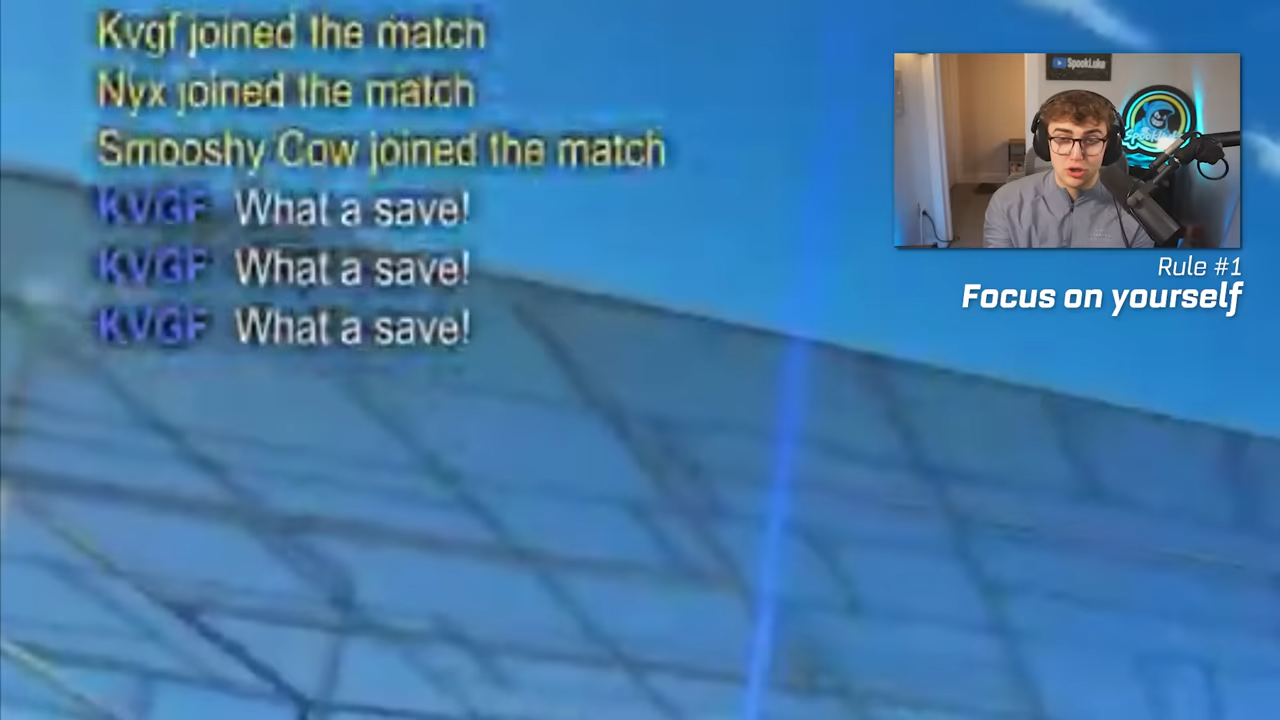 Kvgf joined the match
Nyx joined the match
Smooshy Cow joined the match
KVGF What a save!
KVGF What a save!
KVGF What a save!
SpookLuke
SpookLuke
Rule #1
Focus on yourself